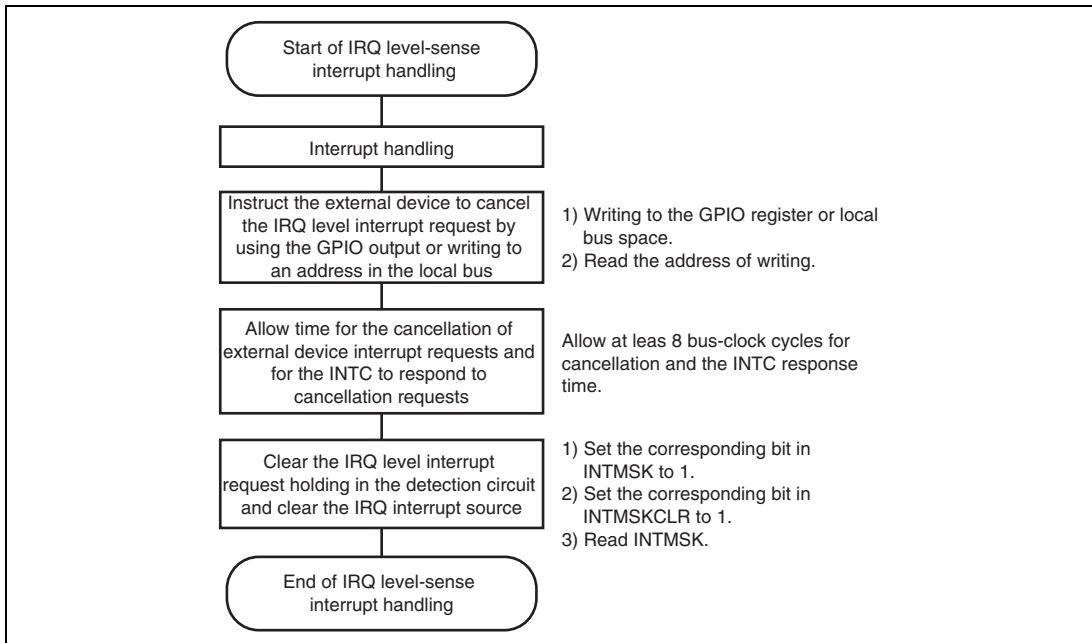 Start of IRQ level-sense
interrupt handling
Interrupt handling
Instruct the external device to cancel
the IRQ level interrupt request by
using the GPIO output or writing to
an address in the local bus
1) Writing to the GPIO register or local
bus space.
2) Read the address of writing.
Allow time for the cancellation of
external device interrupt requests and
for the INTC to respond to
cancellation requests
Allow at leas 8 bus-clock cycles for
cancellation and the INTC response
time.
Clear the IRQ level interrupt
request holding in the detection circuit
and clear the IRQ interrupt source
1) Set the corresponding bit in
INTMSK to 1.
2) Set the corresponding bit in
INTMSKCLR to 1.
3) Read INTMSK.
End of IRQ level-sense
interrupt handling